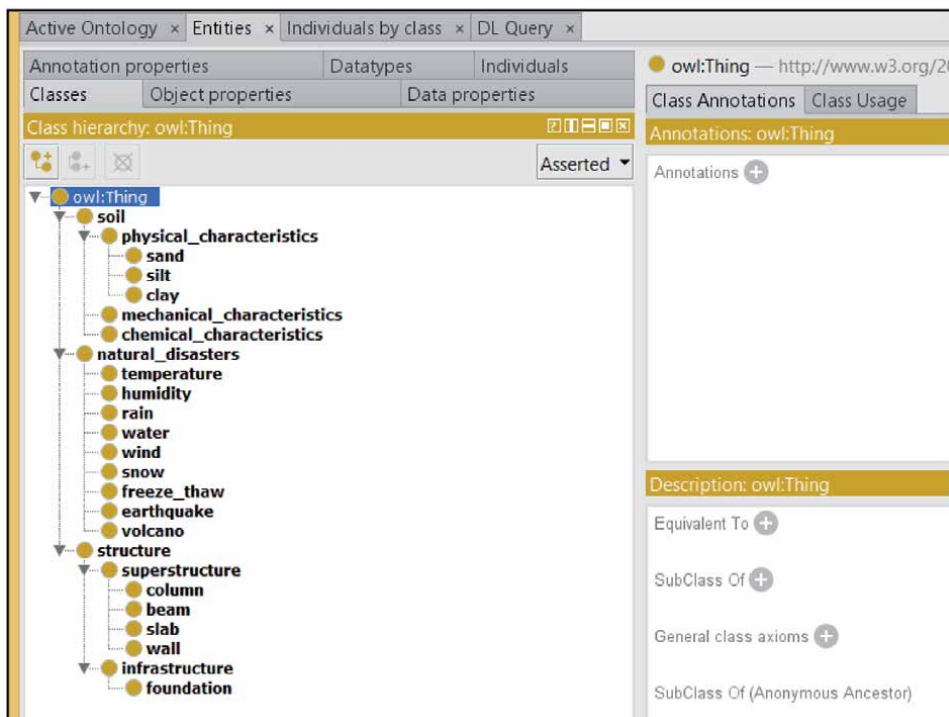 Active Ontology × Entities × Individuals by class × DL Query ×
Annotation properties Datatypes Individuals
Classes Object properties Data properties
Class hierarchy: owl:Thing
Asserted
owl:Thing
soil
physical_characteristics
sand
silt
clay
mechanical_characteristics
chemical_characteristics
natural_disasters
temperature
humidity
rain
water
wind
snow
freeze_thaw
earthquake
volcano
structure
superstructure
column
beam
slab
wall
infrastructure
foundation
owl:Thing — http://www.w3.org/20
Class Annotations Class Usage
Annotations: owl:Thing
Annotations
Description: owl:Thing
Equivalent To
SubClass Of
General class axioms
SubClass Of (Anonymous Ancestor)